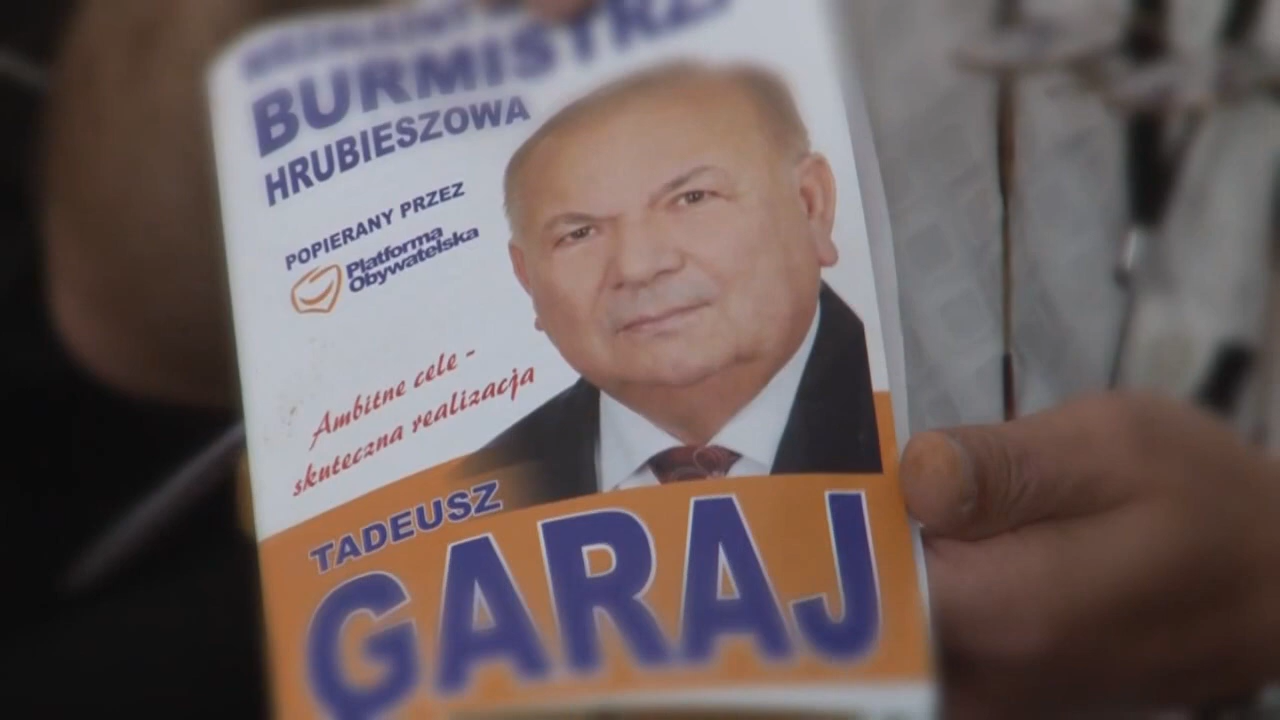 BURMISTRZ
HRUBIESZOWA
POPIERANY PRZEZ
Platforma
Obywatelska
Ambitne cele -
skuteczna realizacja
TADEUSZ
GARAJ